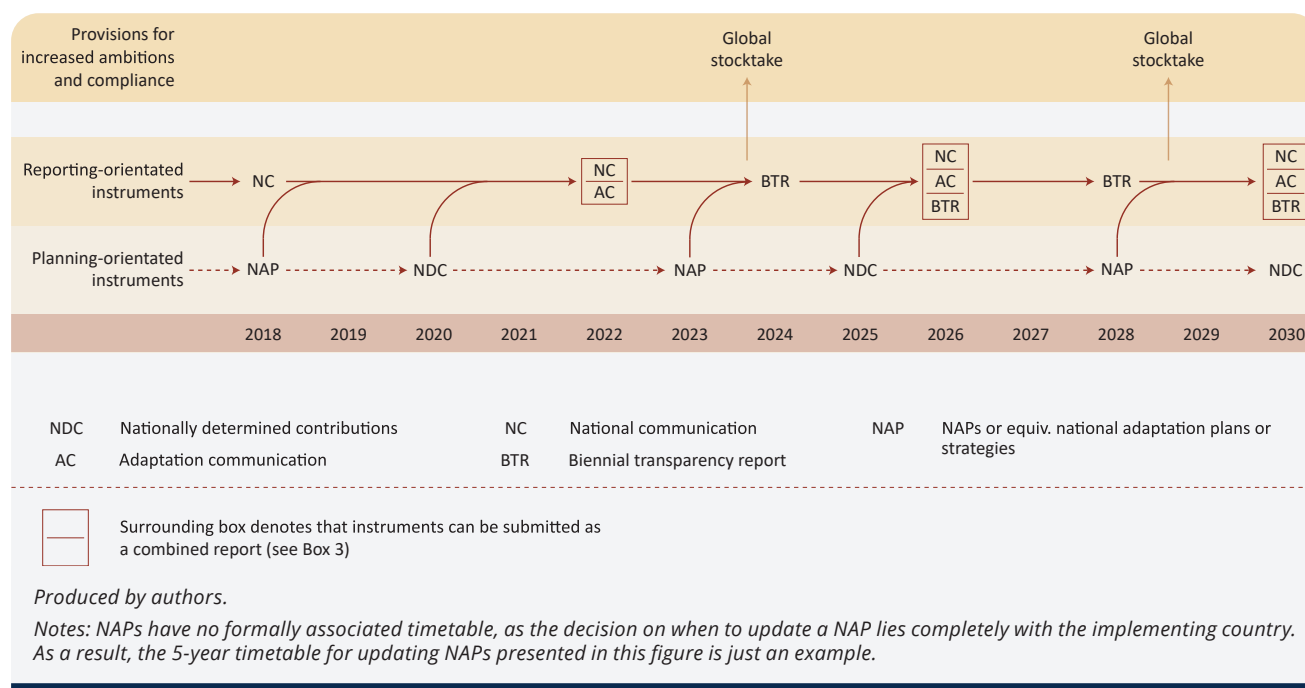 Provisions for
increased ambitions
and compliance
Global
stocktake
Global
stocktake
Reporting-orientated
instruments
NC
NC
AC
BTR
NC
AC
BTR
BTR
NC
AC
BTR
Planning-orientated
instruments
NAP
NDC
NAP
NDC
NAP
NDC
2018 2019 2020 2021 2022 2023 2024 2025 2026 2027 2028 2029 2030
NDC Nationally determined contributions
NC National communication
NAP NAPs or equiv. national adaptation plans or
strategies
AC Adaptation communication
BTR Biennial transparency report
Surrounding box denotes that instruments can be submitted as
a combined report (see Box 3)
Produced by authors.
Notes: NAPs have no formally associated timetable, as the decision on when to update a NAP lies completely with the implementing country.
As a result, the 5-year timetable for updating NAPs presented in this figure is just an example.